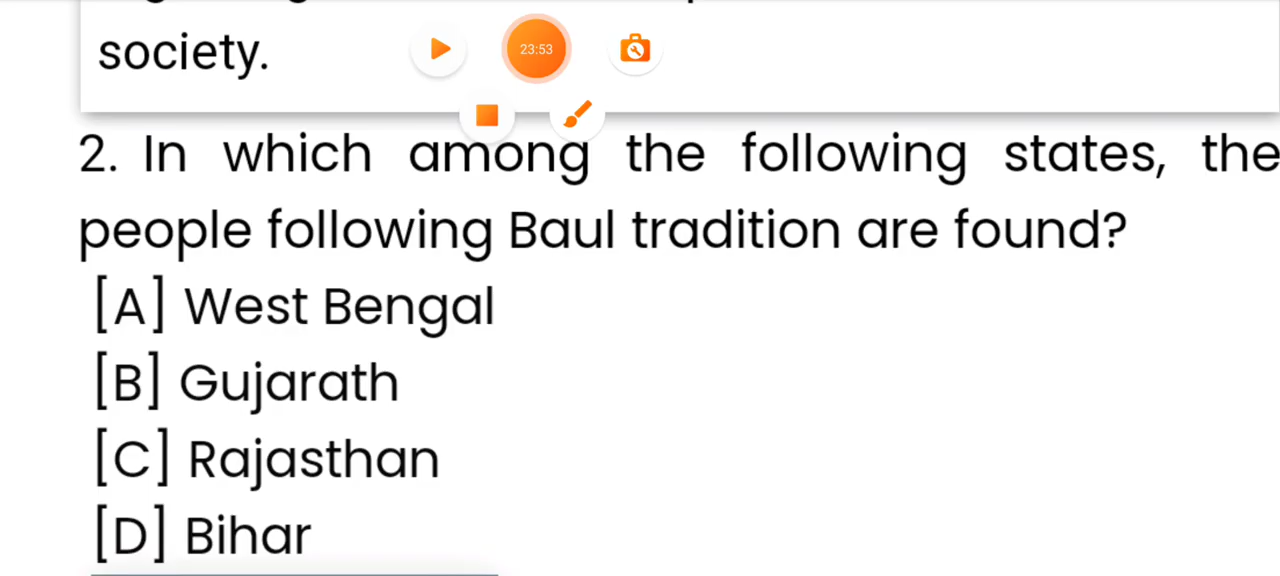 society.
23:53
2. In which among the following states, the
people following Baul tradition are found?
[A] West Bengal
[B] Gujarath
[C] Rajasthan
[D] Bihar